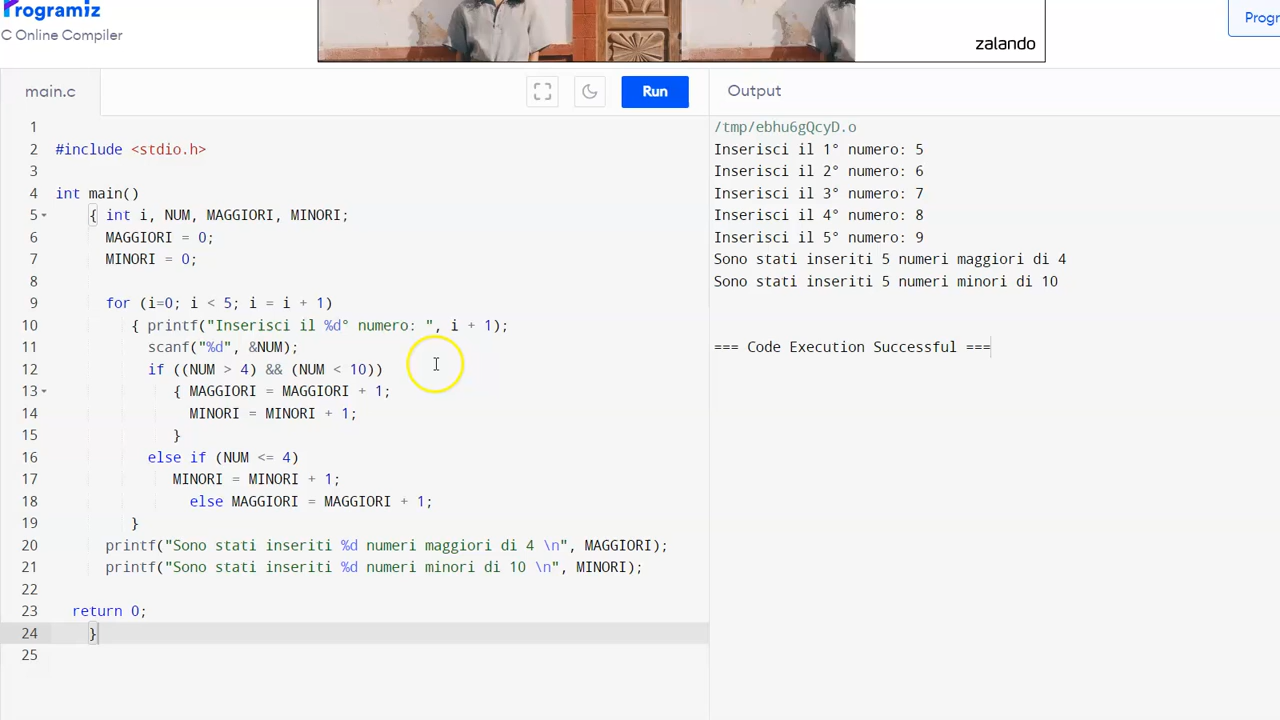 Programiz
C Online Compiler
zalando
Progr
main.c
Run
Output
1
2 #include <stdio.h>
3
4 int main()
5 { int i, NUM, MAGGIORI, MINORI;
6 MAGGIORI = 0;
7 MINORI = 0;
8
9 for (i=0; i < 5; i = i + 1)
10 { printf("Inserisci il %d° numero: ", i + 1);
11 scanf("%d", &NUM);
12 if ((NUM > 4) && (NUM < 10))
13 { MAGGIORI = MAGGIORI + 1;
14 MINORI = MINORI + 1;
15 }
16 else if (NUM <= 4)
17 MINORI = MINORI + 1;
18 else MAGGIORI = MAGGIORI + 1;
19 }
20 printf("Sono stati inseriti %d numeri maggiori di 4 \n", MAGGIORI);
21 printf("Sono stati inseriti %d numeri minori di 10 \n", MINORI);
22
23 return 0;
24 }
25
/tmp/ebhu6gQcyD.o
Inserisci il 1° numero: 5
Inserisci il 2° numero: 6
Inserisci il 3° numero: 7
Inserisci il 4° numero: 8
Inserisci il 5° numero: 9
Sono stati inseriti 5 numeri maggiori di 4
Sono stati inseriti 5 numeri minori di 10
=== Code Execution Successful ===